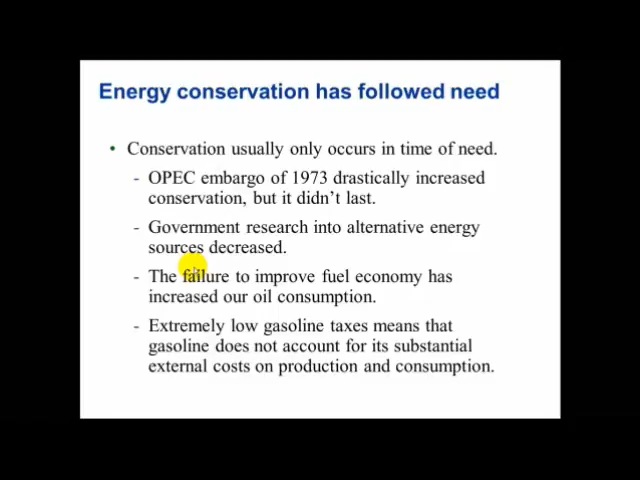 Energy conservation has followed need
• Conservation usually only occurs in time of need.
- OPEC embargo of 1973 drastically increased
conservation, but it didn't last.
- Government research into alternative energy
sources decreased.
- The failure to improve fuel economy has
increased our oil consumption.
- Extremely low gasoline taxes means that
gasoline does not account for its substantial
external costs on production and consumption.